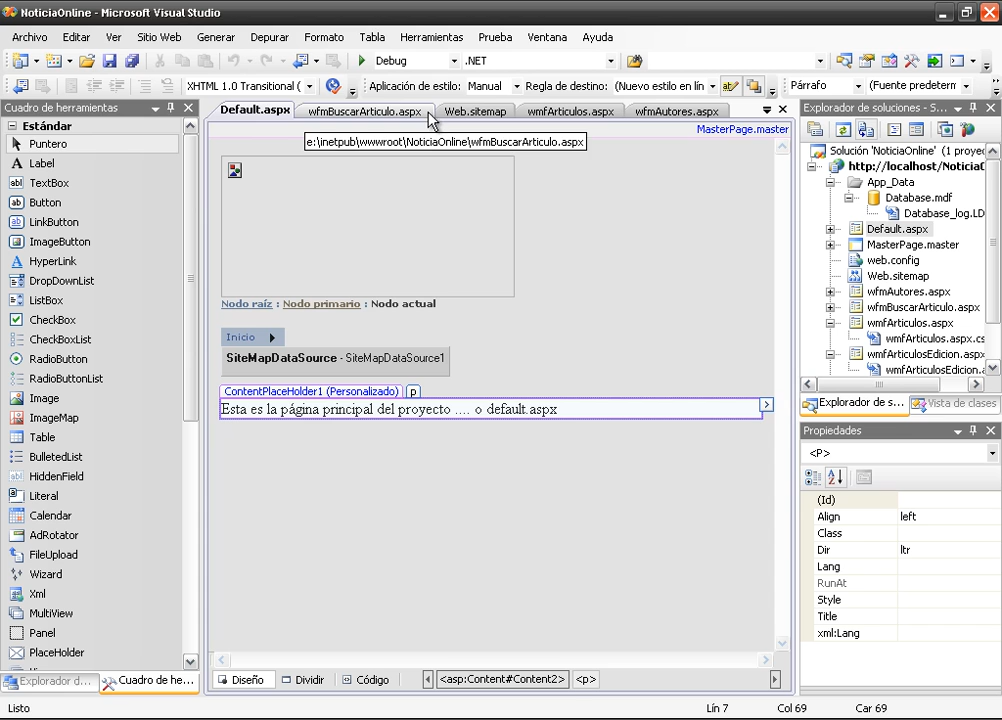 NoticiaOnline - Microsoft Visual Studio
Archivo Editar Ver Sitio Web Generar Depurar Formato Tabla Herramientas Prueba Ventana Ayuda
Debug .NET
XHTML 1.0 Transitional ( Aplicación de estilo: Manual Regla de destino: (Nuevo estilo en lín Párrafo (Fuente predeterm
Cuadro de herramientas
Estándar
Puntero
Label
TextBox
Button
LinkButton
ImageButton
HyperLink
DropDownList
ListBox
CheckBox
CheckBoxList
RadioButton
RadioButtonList
Image
ImageMap
Table
BulletedList
HiddenField
Literal
Calendar
AdRotator
FileUpload
Wizard
Xml
MultiView
Panel
PlaceHolder
Explorador d... Cuadro de he...
Default.aspx wfmBuscarArticulo.aspx Web.sitemap wmfArticulos.aspx wfmAutores.aspx
MasterPage.master
e:\inetpub\wwwroot\NoticiaOnline\wfmBuscarArticulo.aspx
Nodo raíz : Nodo primario : Nodo actual
Inicio
SiteMapDataSource - SiteMapDataSource1
ContentPlaceHolder1 (Personalizado) p
Esta es la página principal del proyecto .... o default.aspx
Diseño Dividir Código <asp:Content#Content2> <p>
Explorador de soluciones - S...
Solución 'NoticiaOnline' (1 proyec
http://localhost/Noticia
App_Data
Database.mdf
Database_log.LD
Default.aspx
MasterPage.master
web.config
Web.sitemap
wfmAutores.aspx
wfmBuscarArticulo.aspx
wmfArticulos.aspx
wmfArticulos.aspx.cs
wmfArticulosEdicion.aspx
wmfArticulosEdicion.a
Explorador de s... Vista de clases
Propiedades
<P>
(Id)
Align left
Class
Dir ltr
Lang
RunAt
Style
Title
xml:Lang
Listo Lín 7 Col 69 Car 69